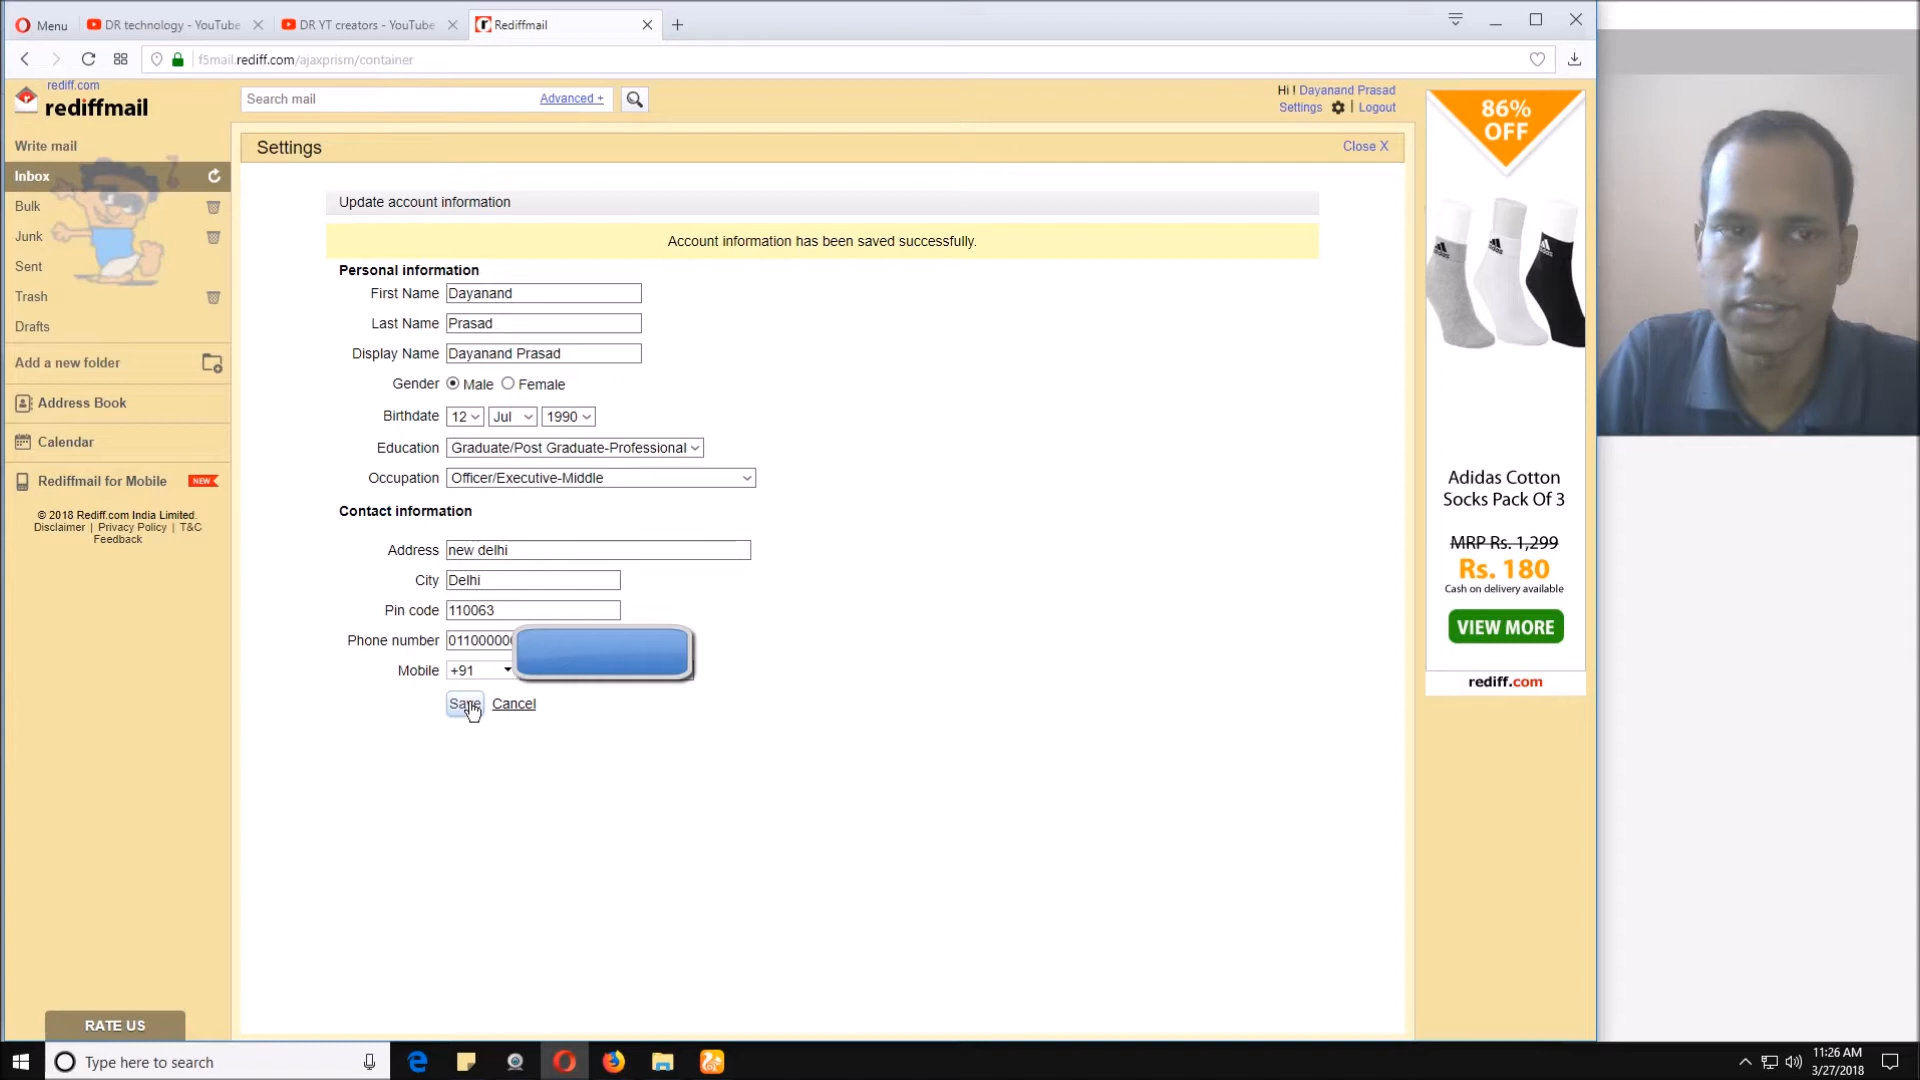 Menu
DR technology - YouTube
DR YT creators - YouTube
Rediffmail
f5mail.rediff.com/ajaxprism/container
rediff.com
rediffmail
Search mail
Advanced +
Hi ! Dayanand Prasad
Settings | Logout
Write mail
Inbox
Bulk
Junk
Sent
Trash
Drafts
Add a new folder
Address Book
Calendar
Rediffmail for Mobile NEW
© 2018 Rediff.com India Limited.
Disclaimer | Privacy Policy | T&C
Feedback
RATE US
Settings
Close X
Update account information
Account information has been saved successfully.
Personal information
First Name Dayanand
Last Name Prasad
Display Name Dayanand Prasad
Gender Male Female
Birthdate 12 Jul 1990
Education Graduate/Post Graduate-Professional
Occupation Officer/Executive-Middle
Contact information
Address new delhi
City Delhi
Pin code 110063
Phone number 01100000
Mobile +91
Save Cancel
86%
OFF
Adidas Cotton
Socks Pack Of 3
MRP Rs. 1,299
Rs. 180
Cash on delivery available
VIEW MORE
rediff.com
Type here to search
11:26 AM
3/27/2018